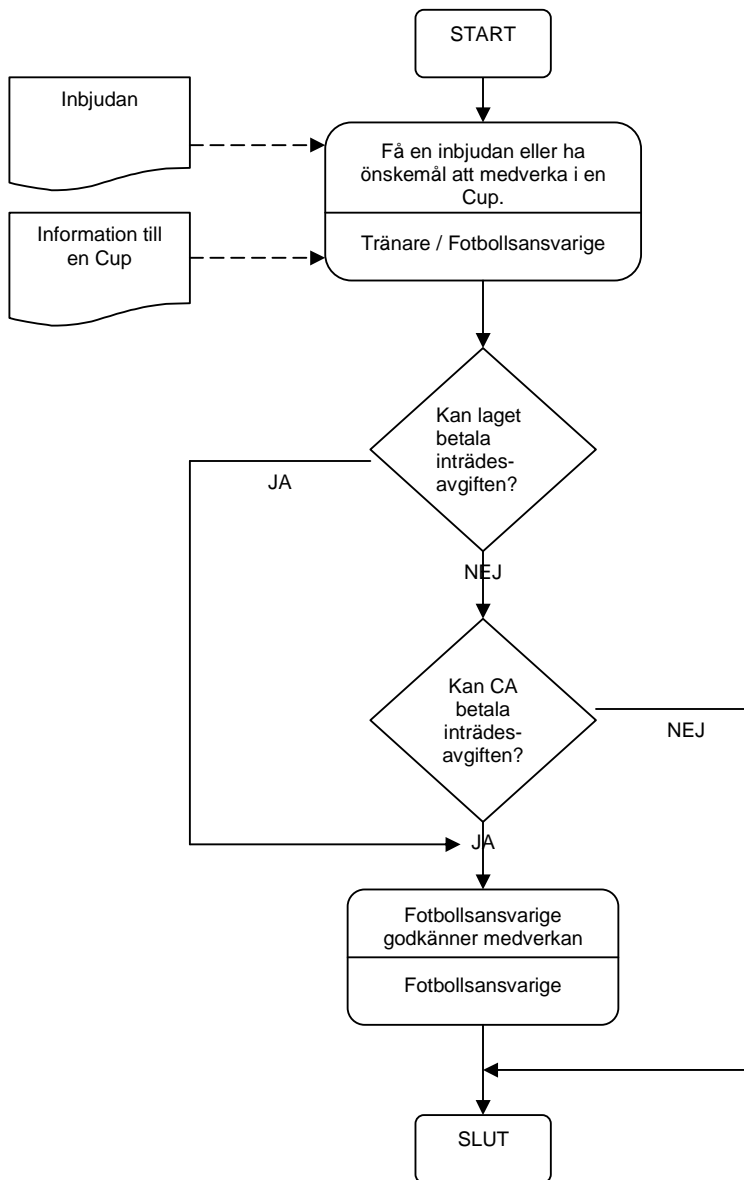 START
Inbjudan
Få en inbjudan eller ha
önskemål att medverka i en
Cup.
Information till
en Cup
Tränare / Fotbollsansvarige
Kan laget
betala
inträdes-
avgiften?
JA
NEJ
Kan CA
betala
inträdes-
avgiften?
NEJ
JA
Fotbollsansvarige
godkänner medverkan
Fotbollsansvarige
SLUT